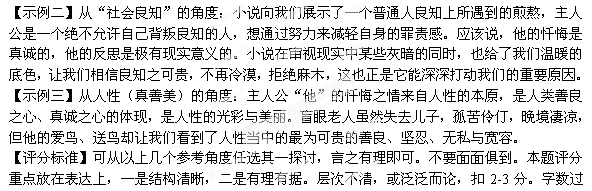 【示例二】从“社会良知”的角度：小说向我们展示了一个普通人良知上所遇到的煎熬，主人
公是一个绝不允许自己背叛良知的人，想通过努力来减轻自身的罪责感。应该说，他的忏悔是
真诚的，他的反思是极有现实意义的。小说在审视现实中某些灰暗的同时，也给了我们温暖的
底色，让我们相信良知之可贵，不再冷漠，拒绝麻木，这也正是它能深深打动我们的重要原因。
【示例三】从人性（真善美）的角度：主人公“他”的忏悔之情来自人性的本原，是人类善良
之心、真诚之心的体现，是人性的光彩与美丽。盲眼老人虽然失去儿子，孤苦伶仃，晚境凄凉，
但他的爱鸟、送鸟却让我们看到了人性当中的最为可贵的善良、坚忍、无私与宽容。
【评分标准】可从以上几个参考角度任选其一探讨，言之有理即可。不要面面俱到。本题评分
重点放在表达上，一是结构清晰，二是有理有据。层次不清，或泛泛而论，扣 2-3 分。字数过